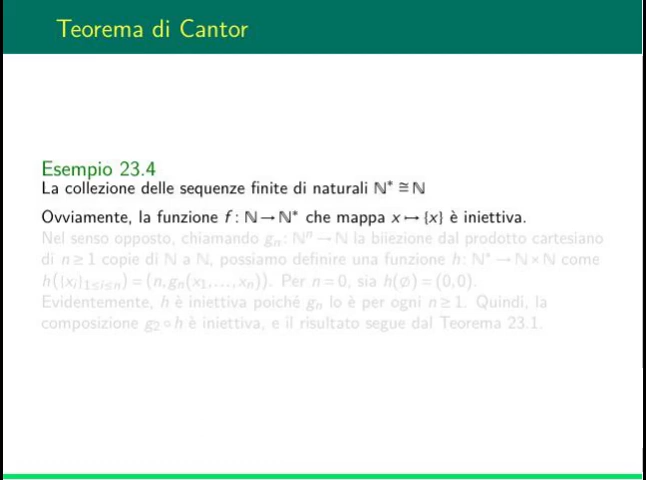 Teorema di Cantor
Esempio 23.4
La collezione delle sequenze finite di naturali ℕ* ≅ ℕ
Ovviamente, la funzione f: ℕ → ℕ* che mappa x ↦ {x} è iniettiva.
Nel senso opposto, chiamando gₙ: ℕⁿ → ℕ la biiezione dal prodotto cartesiano
di n ≥ 1 copie di ℕ a ℕ, possiamo definire una funzione h: ℕ* → ℕ × ℕ come
h({xᵢ}₁≤ᵢ≤ₙ) = (n, gₙ(x₁,...,xₙ)). Per n = 0, sia h(∅) = (0,0).
Evidentemente, h è iniettiva poiché gₙ lo è per ogni n ≥ 1. Quindi, la
composizione g₂ ∘ h è iniettiva, e il risultato segue dal Teorema 23.1.